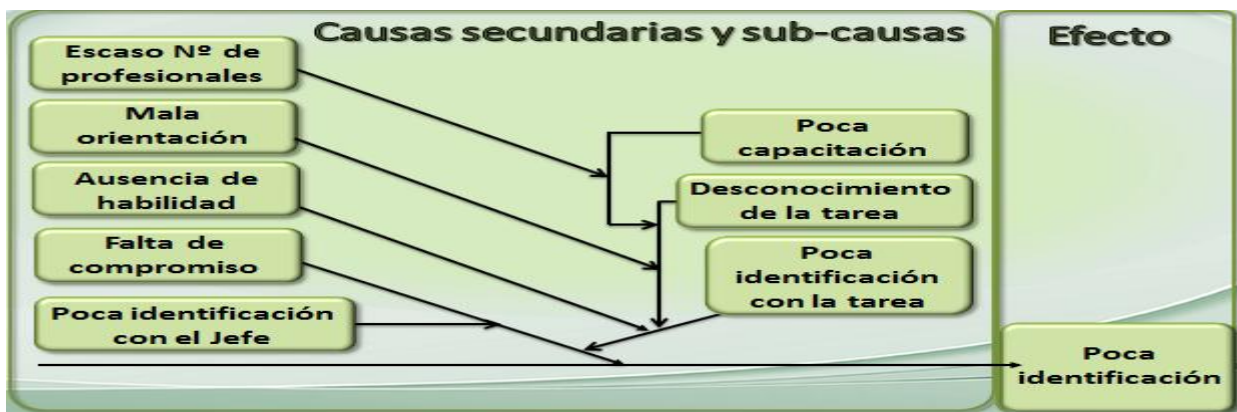 Causas secundarias y sub-causas
Efecto
Escaso Nº de
profesionales
Mala
orientación
Ausencia de
habilidad
Falta de
compromiso
Poca identificación
con el Jefe
Poca
capacitación
Desconocimiento
de la tarea
Poca
identificación
con la tarea
Poca
identificación